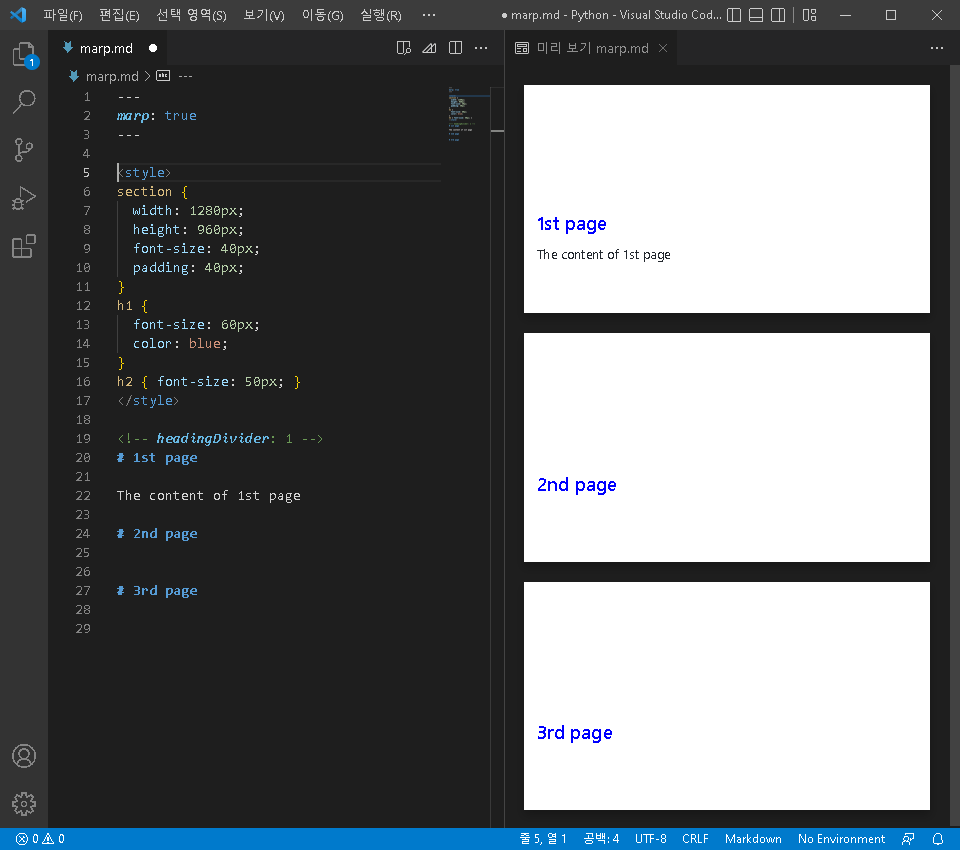 파일(F) 편집(E) 선택 영역(S) 보기(V) 이동(G) 실행(R) ··· ● marp.md - Python - Visual Studio Cod...
marp.md ●
marp.md > abc ---
1 ---
2 marp: true
3 ---
4
5 <style>
6 section {
7 width: 1280px;
8 height: 960px;
9 font-size: 40px;
10 padding: 40px;
11 }
12 h1 {
13 font-size: 60px;
14 color: blue;
15 }
16 h2 { font-size: 50px; }
17 </style>
18
19 <!-- headingDivider: 1 -->
20 # 1st page
21
22 The content of 1st page
23
24 # 2nd page
25
26
27 # 3rd page
28
29
미리 보기 marp.md
1st page
The content of 1st page
2nd page
3rd page
1
0 0 줄 5, 열 1 공백: 4 UTF-8 CRLF Markdown No Environment